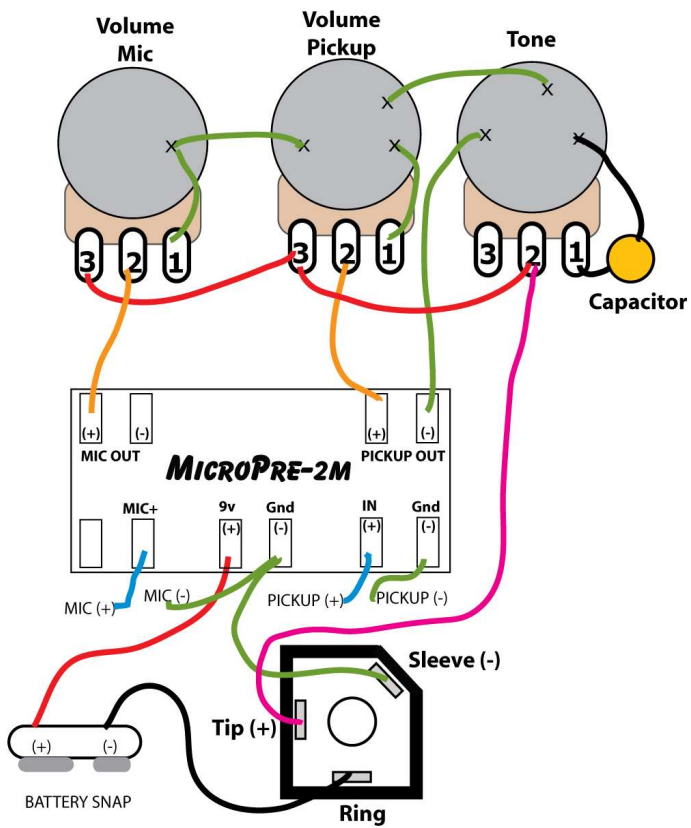 Volume
Mic
Volume
Pickup
Tone
X
X
X
X
X
X
X
3 2 1
3 2 1
3 2 1
Capacitor
(+) (-)
MIC OUT
(+) (-)
PICKUP OUT
MICROPRE-2M
MIC+
9v
(+)
Gnd
(-)
IN
(+)
Gnd
(-)
MIC (+)
MIC (-)
PICKUP (+)
PICKUP (-)
Sleeve (-)
Tip (+)
Ring
(+) (-)
BATTERY SNAP